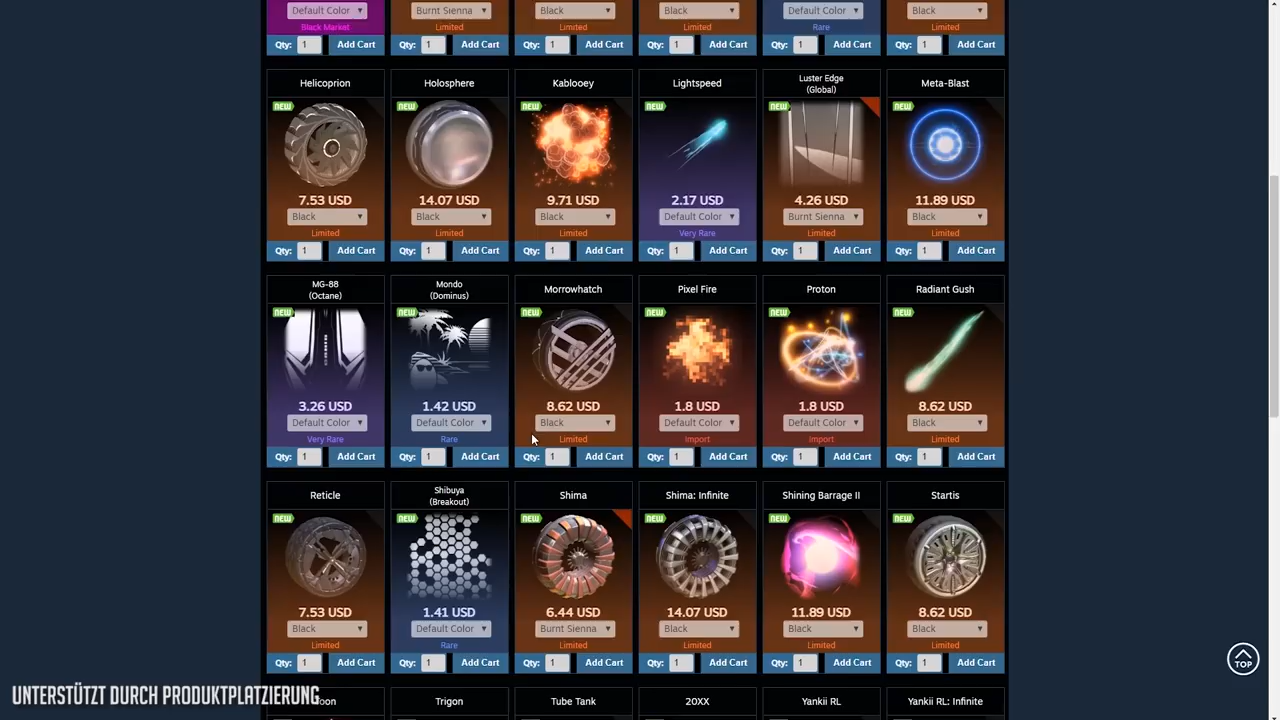 Default Color Burnt Sienna Black Black Default Color Black
Black Market Limited Limited Limited Rare Limited
Qty: 1 Add Cart Qty: 1 Add Cart Qty: 1 Add Cart Qty: 1 Add Cart Qty: 1 Add Cart Qty: 1 Add Cart
Helicoprion Holosphere Kablooey Lightspeed Luster Edge (Global) Meta-Blast
NEW NEW NEW NEW NEW NEW
7.53 USD 14.07 USD 9.71 USD 2.17 USD 4.26 USD 11.89 USD
Black Black Black Default Color Burnt Sienna Black
Limited Limited Limited Very Rare Limited Limited
Qty: 1 Add Cart Qty: 1 Add Cart Qty: 1 Add Cart Qty: 1 Add Cart Qty: 1 Add Cart Qty: 1 Add Cart
MG-88 (Octane) Mondo (Dominus) Morrowhatch Pixel Fire Proton Radiant Gush
NEW NEW NEW NEW NEW NEW
3.26 USD 1.42 USD 8.62 USD 1.8 USD 1.8 USD 8.62 USD
Default Color Default Color Black Default Color Default Color Black
Very Rare Rare Limited Import Import Limited
Qty: 1 Add Cart Qty: 1 Add Cart Qty: 1 Add Cart Qty: 1 Add Cart Qty: 1 Add Cart Qty: 1 Add Cart
Reticle Shibuya (Breakout) Shima Shima: Infinite Shining Barrage II Startis
NEW NEW NEW NEW NEW NEW
7.53 USD 1.41 USD 6.44 USD 14.07 USD 11.89 USD 8.62 USD
Black Default Color Burnt Sienna Black Black Black
Limited Rare Limited Limited Limited Limited
Qty: 1 Add Cart Qty: 1 Add Cart Qty: 1 Add Cart Qty: 1 Add Cart Qty: 1 Add Cart Qty: 1 Add Cart
Trigon Tube Tank 20XX Yankii RL Yankii RL: Infinite
TOP
UNTERSTÜTZT DURCH PRODUKTPLATZIERUNG